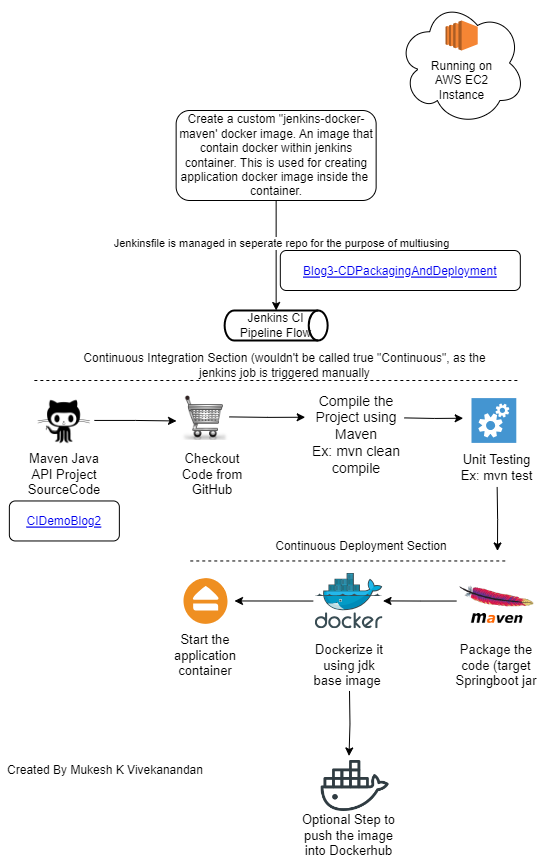 Running on
AWS EC2
Instance
Create a custom "jenkins-docker-
maven' docker image. An image that
contain docker within jenkins
container. This is used for creating
application docker image inside the
container.
Jenkinsfile is managed in seperate repo for the purpose of multiusing
Blog3-CDPackagingAndDeployment
Jenkins CI
Pipeline Flow
Continuous Integration Section (wouldn't be called true "Continuous", as the
jenkins job is triggered manually
Maven Java
API Project
SourceCode
CIDemoBlog2
Checkout
Code from
GitHub
Compile the
Project using
Maven
Ex: mvn clean
compile
Unit Testing
Ex: mvn test
Continuous Deployment Section
Start the
application
container
docker
Dockerize it
using jdk
base image
maven
Package the
code (target
Springboot jar
Created By Mukesh K Vivekanandan
Optional Step to
push the image
into Dockerhub